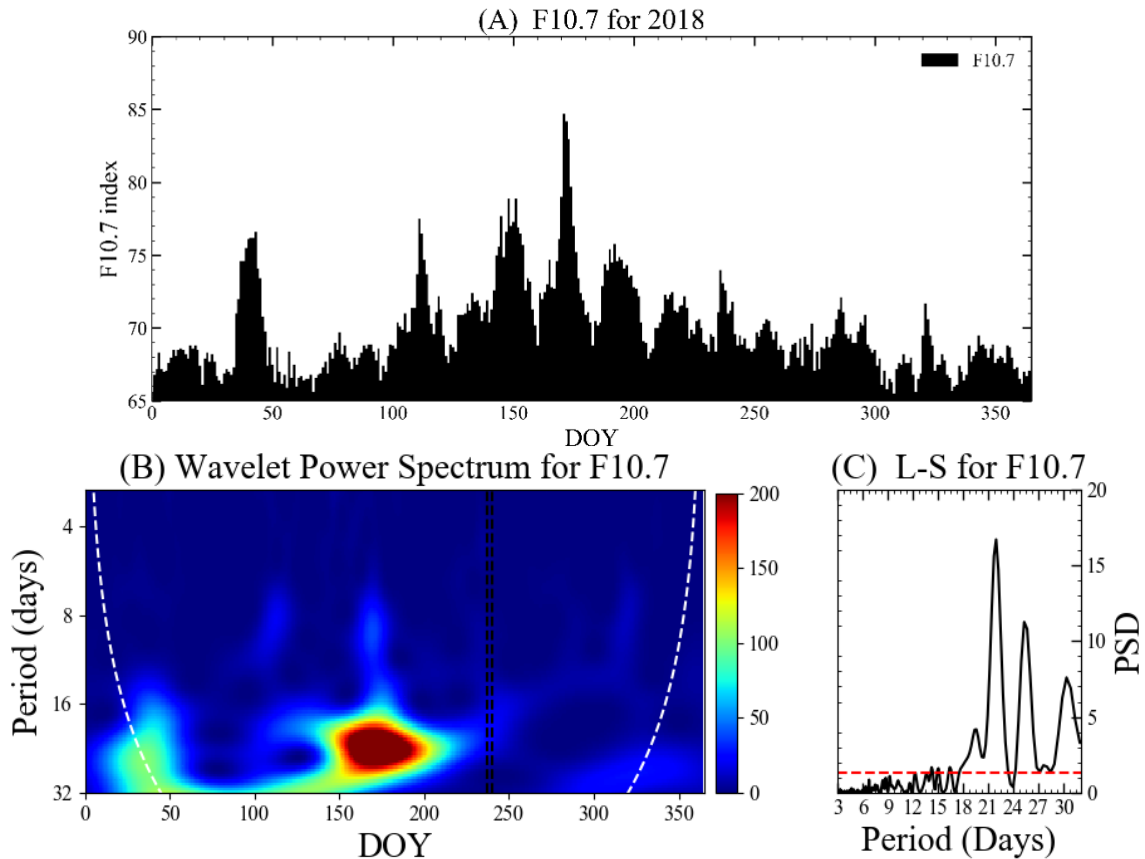 (A) F10.7 for 2018
90
85
80
75
70
65
F10.7 index
F10.7
0 50 100 150 200 250 300 350
DOY
(B) Wavelet Power Spectrum for F10.7
4
8
16
32
Period (days)
0 50 100 150 200 250 300 350
DOY
200
150
100
50
0
(C) L-S for F10.7
20
15
10
5
0
PSD
3 6 9 12 15 18 21 24 27 30
Period (Days)